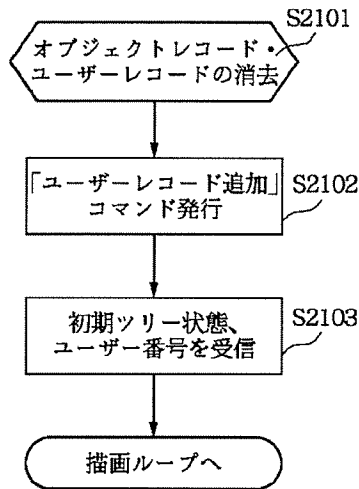 S2101
オブジェクトレコード・
ユーザーレコードの消去
「ユーザーレコード追加」
コマンド発行
S2102
初期ツリー状態、
ユーザー番号を受信
S2103
描画ループへ